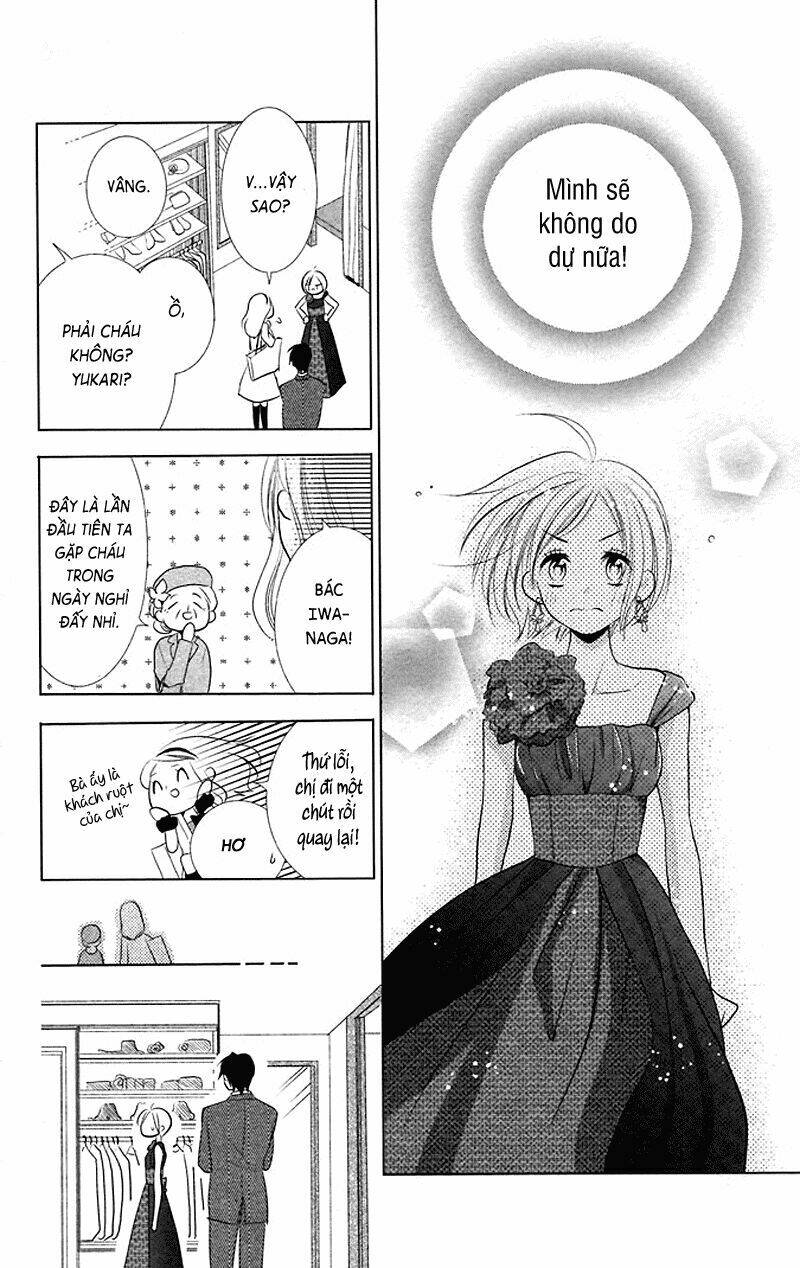 Mình sẽ
không do
dự nữa!
V...VẬY
SAO?
VÂNG.
Ồ,
PHẢI CHÁU
KHÔNG?
YUKARI?
BÁC
IWA-
NAGA!
ĐÂY LÀ LẦN
ĐẦU TIÊN TA
GẶP CHÁU
TRONG
NGÀY NGHỈ
ĐẤY NHỈ.
Thứ lỗi,
chị đi một
chút rồi
quay lại!
HƠ
Bà ấy là
khách ruột
của chị~